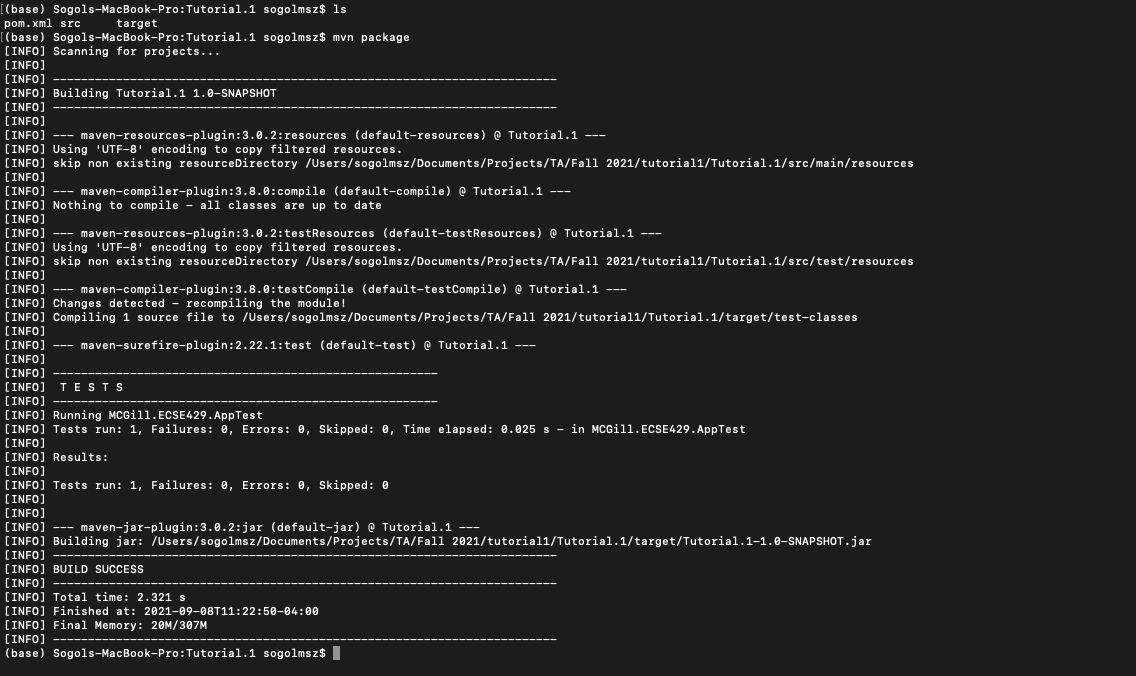 [(base) Sogols-MacBook-Pro:Tutorial.1 sogolmsz$ ls
pom.xml src     target
[(base) Sogols-MacBook-Pro:Tutorial.1 sogolmsz$ mvn package
[INFO] Scanning for projects...
[INFO]
[INFO] ------------------------------------------------------------------------
[INFO] Building Tutorial.1 1.0-SNAPSHOT
[INFO] ------------------------------------------------------------------------
[INFO]
[INFO] --- maven-resources-plugin:3.0.2:resources (default-resources) @ Tutorial.1 ---
[INFO] Using 'UTF-8' encoding to copy filtered resources.
[INFO] skip non existing resourceDirectory /Users/sogolmsz/Documents/Projects/TA/Fall 2021/tutorial1/Tutorial.1/src/main/resources
[INFO]
[INFO] --- maven-compiler-plugin:3.8.0:compile (default-compile) @ Tutorial.1 ---
[INFO] Nothing to compile - all classes are up to date
[INFO]
[INFO] --- maven-resources-plugin:3.0.2:testResources (default-testResources) @ Tutorial.1 ---
[INFO] Using 'UTF-8' encoding to copy filtered resources.
[INFO] skip non existing resourceDirectory /Users/sogolmsz/Documents/Projects/TA/Fall 2021/tutorial1/Tutorial.1/src/test/resources
[INFO]
[INFO] --- maven-compiler-plugin:3.8.0:testCompile (default-testCompile) @ Tutorial.1 ---
[INFO] Changes detected - recompiling the module!
[INFO] Compiling 1 source file to /Users/sogolmsz/Documents/Projects/TA/Fall 2021/tutorial1/Tutorial.1/target/test-classes
[INFO]
[INFO] --- maven-surefire-plugin:2.22.1:test (default-test) @ Tutorial.1 ---
[INFO]
[INFO] -------------------------------------------------------
[INFO]  T E S T S
[INFO] -------------------------------------------------------
[INFO] Running MCGill.ECSE429.AppTest
[INFO] Tests run: 1, Failures: 0, Errors: 0, Skipped: 0, Time elapsed: 0.025 s - in MCGill.ECSE429.AppTest
[INFO]
[INFO] Results:
[INFO]
[INFO] Tests run: 1, Failures: 0, Errors: 0, Skipped: 0
[INFO]
[INFO]
[INFO] --- maven-jar-plugin:3.0.2:jar (default-jar) @ Tutorial.1 ---
[INFO] Building jar: /Users/sogolmsz/Documents/Projects/TA/Fall 2021/tutorial1/Tutorial.1/target/Tutorial.1-1.0-SNAPSHOT.jar
[INFO] ------------------------------------------------------------------------
[INFO] BUILD SUCCESS
[INFO] ------------------------------------------------------------------------
[INFO] Total time: 2.321 s
[INFO] Finished at: 2021-09-08T11:22:50-04:00
[INFO] Final Memory: 20M/307M
[INFO] ------------------------------------------------------------------------
(base) Sogols-MacBook-Pro:Tutorial.1 sogolmsz$